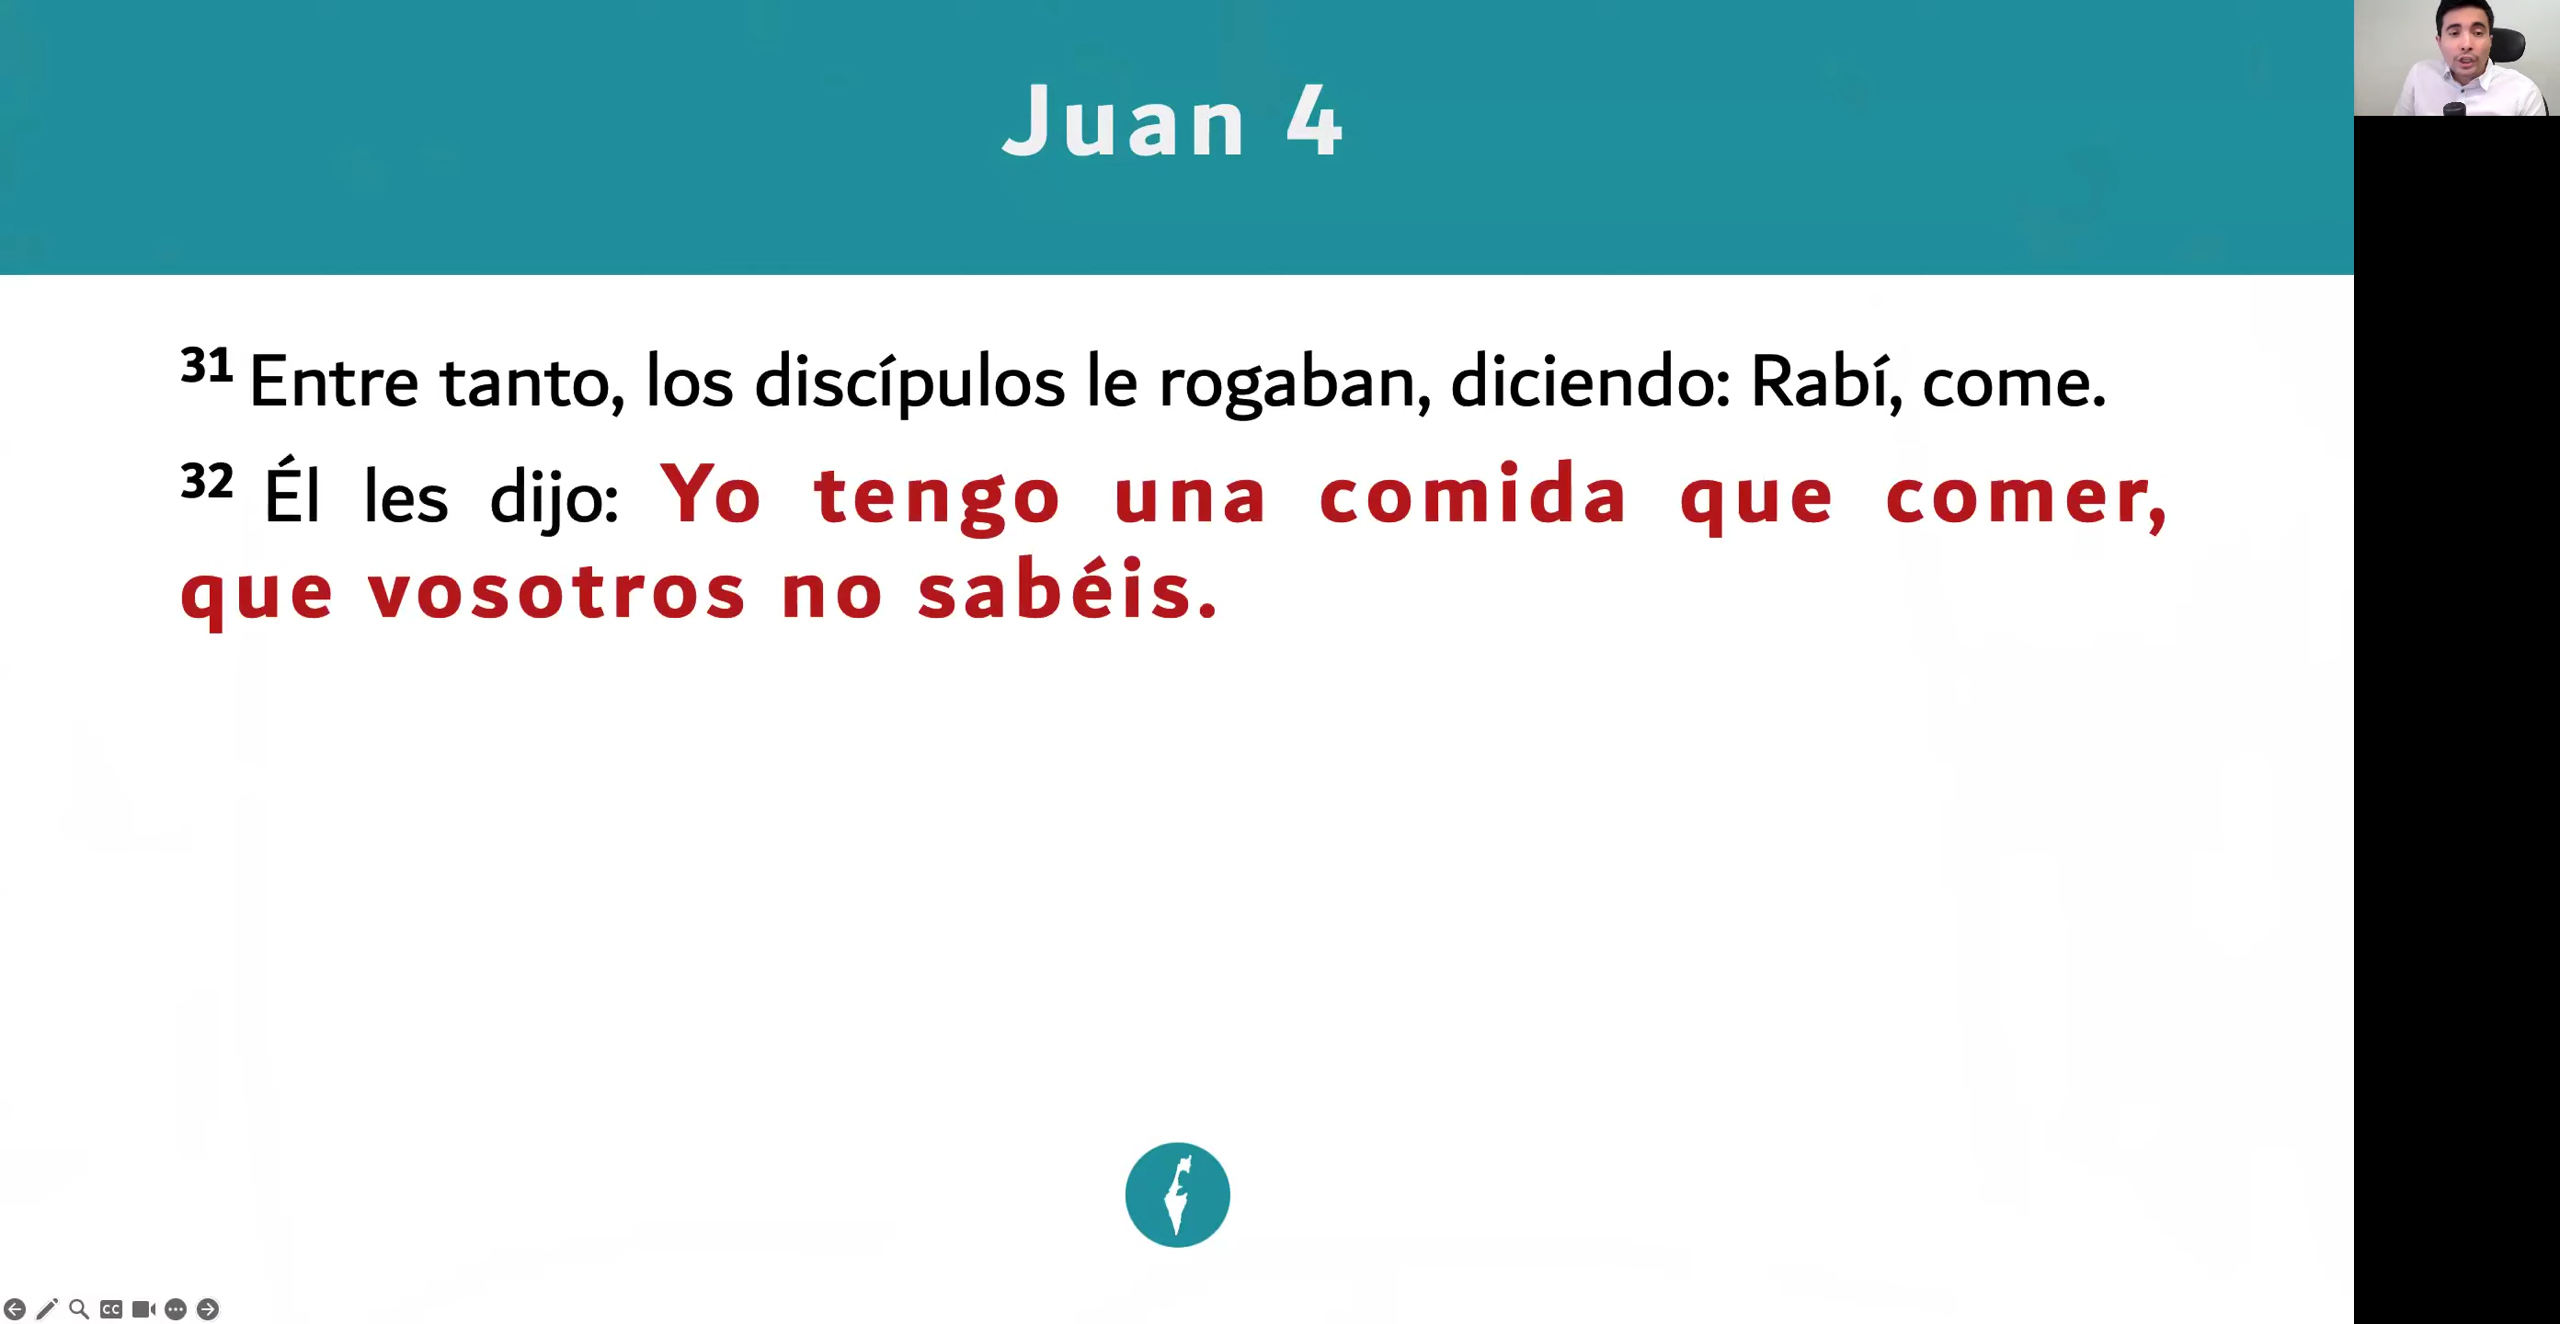 Juan 4
31 Entre tanto, los discípulos le rogaban, diciendo: Rabí, come.
32 Él les dijo: Yo tengo una comida que comer,
que vosotros no sabéis.
CC